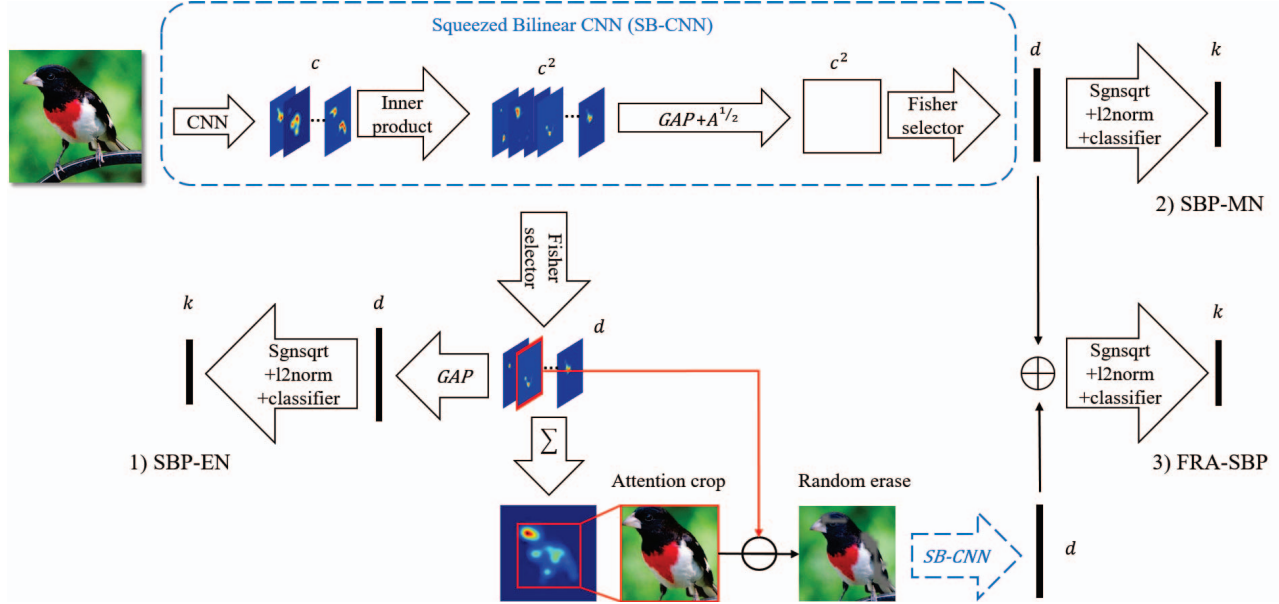 Squeezed Bilinear CNN (SB-CNN)
c
c²
c²
d
k
CNN
Inner
product
GAP+A^{1/2}
Fisher
selector
Sgnsqrt
+l2norm
+classifier
2) SBP-MN
Fisher
selector
k
d
d
k
Sgnsqrt
+l2norm
+classifier
GAP
Sgnsqrt
+l2norm
+classifier
1) SBP-EN
∑
3) FRA-SBP
Attention crop
Random erase
SB-CNN
d